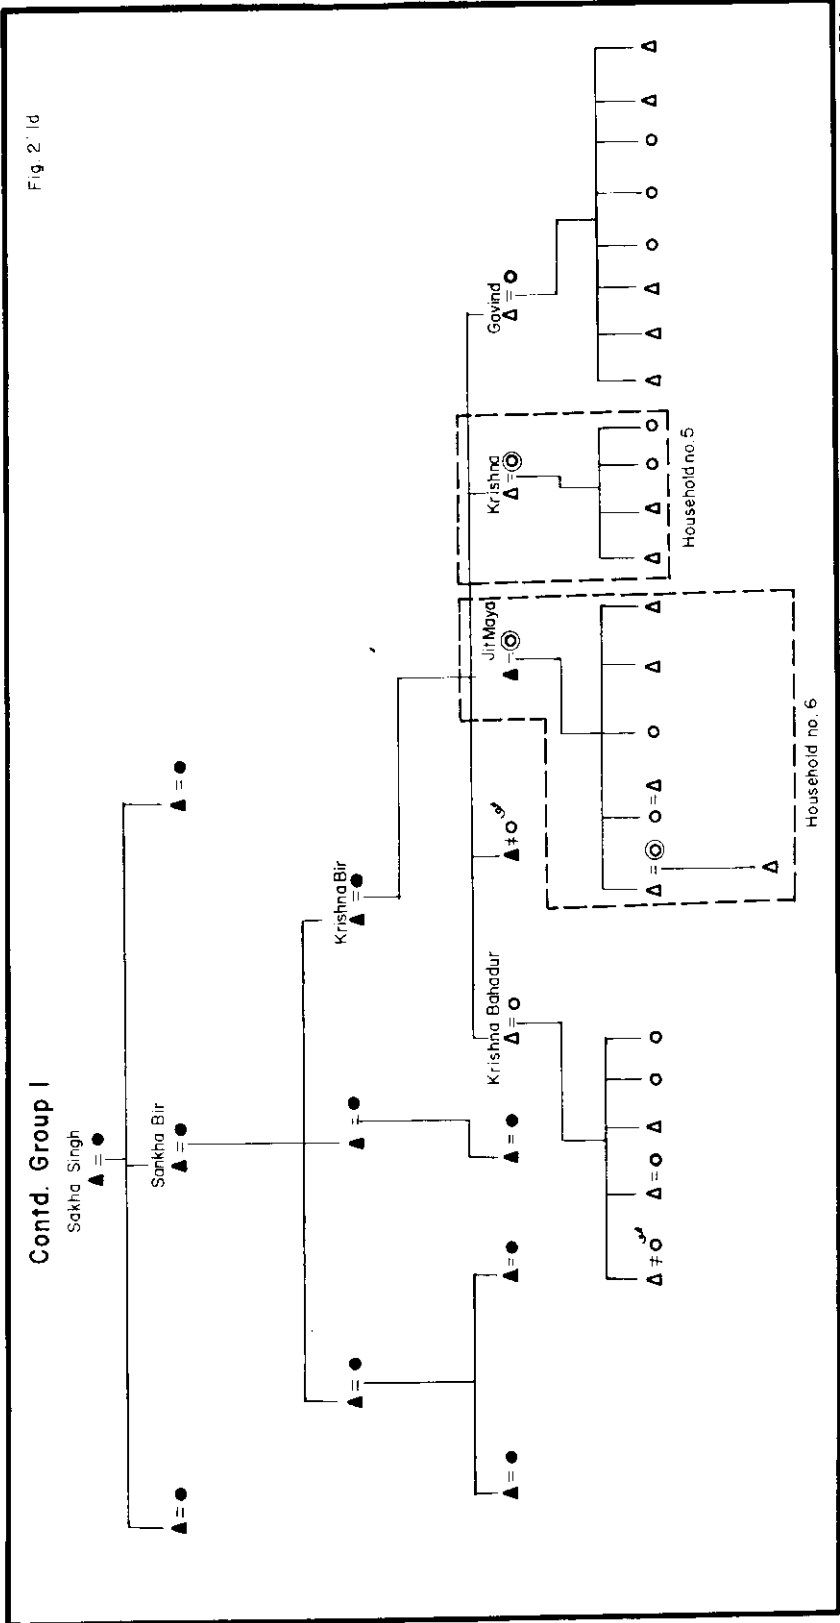 Fig. 2˙1d
Contd. Group I
Sakha Singh
Sankha Bir
Krishna Bir
Krishna Bahadur
Jit Maya
Krishna
Govind
Household no. 5
Household no. 6